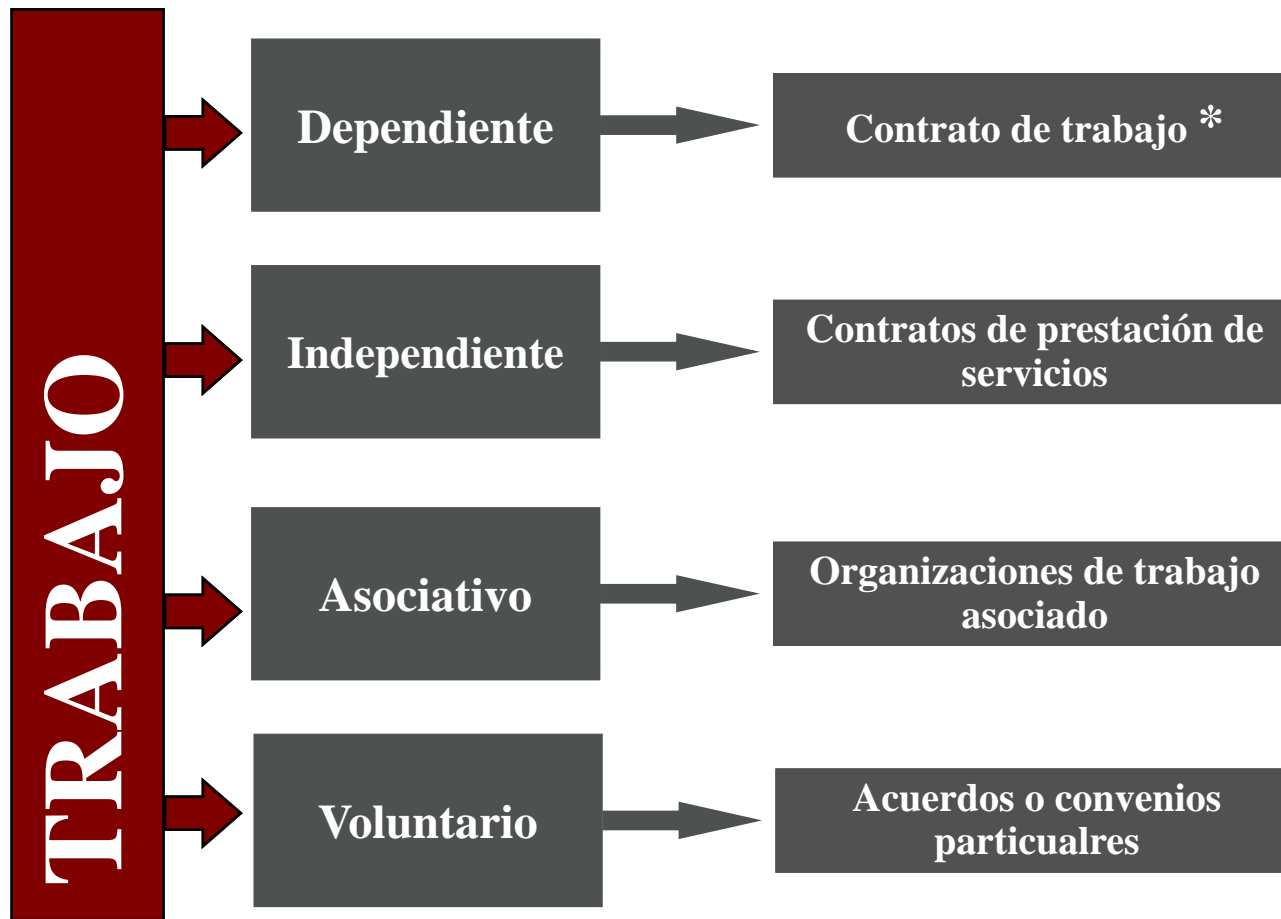 TRABAJO
Dependiente
Contrato de trabajo *
Independiente
Contratos de prestación de
servicios
Asociativo
Organizaciones de trabajo
asociado
Voluntario
Acuerdos o convenios
particualres